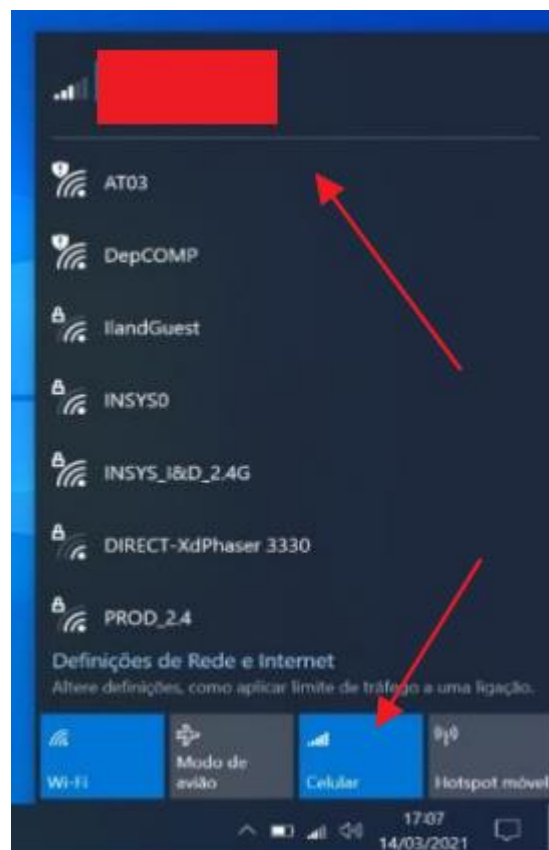 AT03
DepCOMP
IlandGuest
INSYS0
INSYS_I&D_2.4G
DIRECT-XdPhaser 3330
PROD_2.4
Definições de Rede e Internet
Altere definições, como aplicar limite de tráfego a uma ligação.
Wi-Fi
Modo de
avião
Celular
Hotspot móvel
17:07
14/03/2021